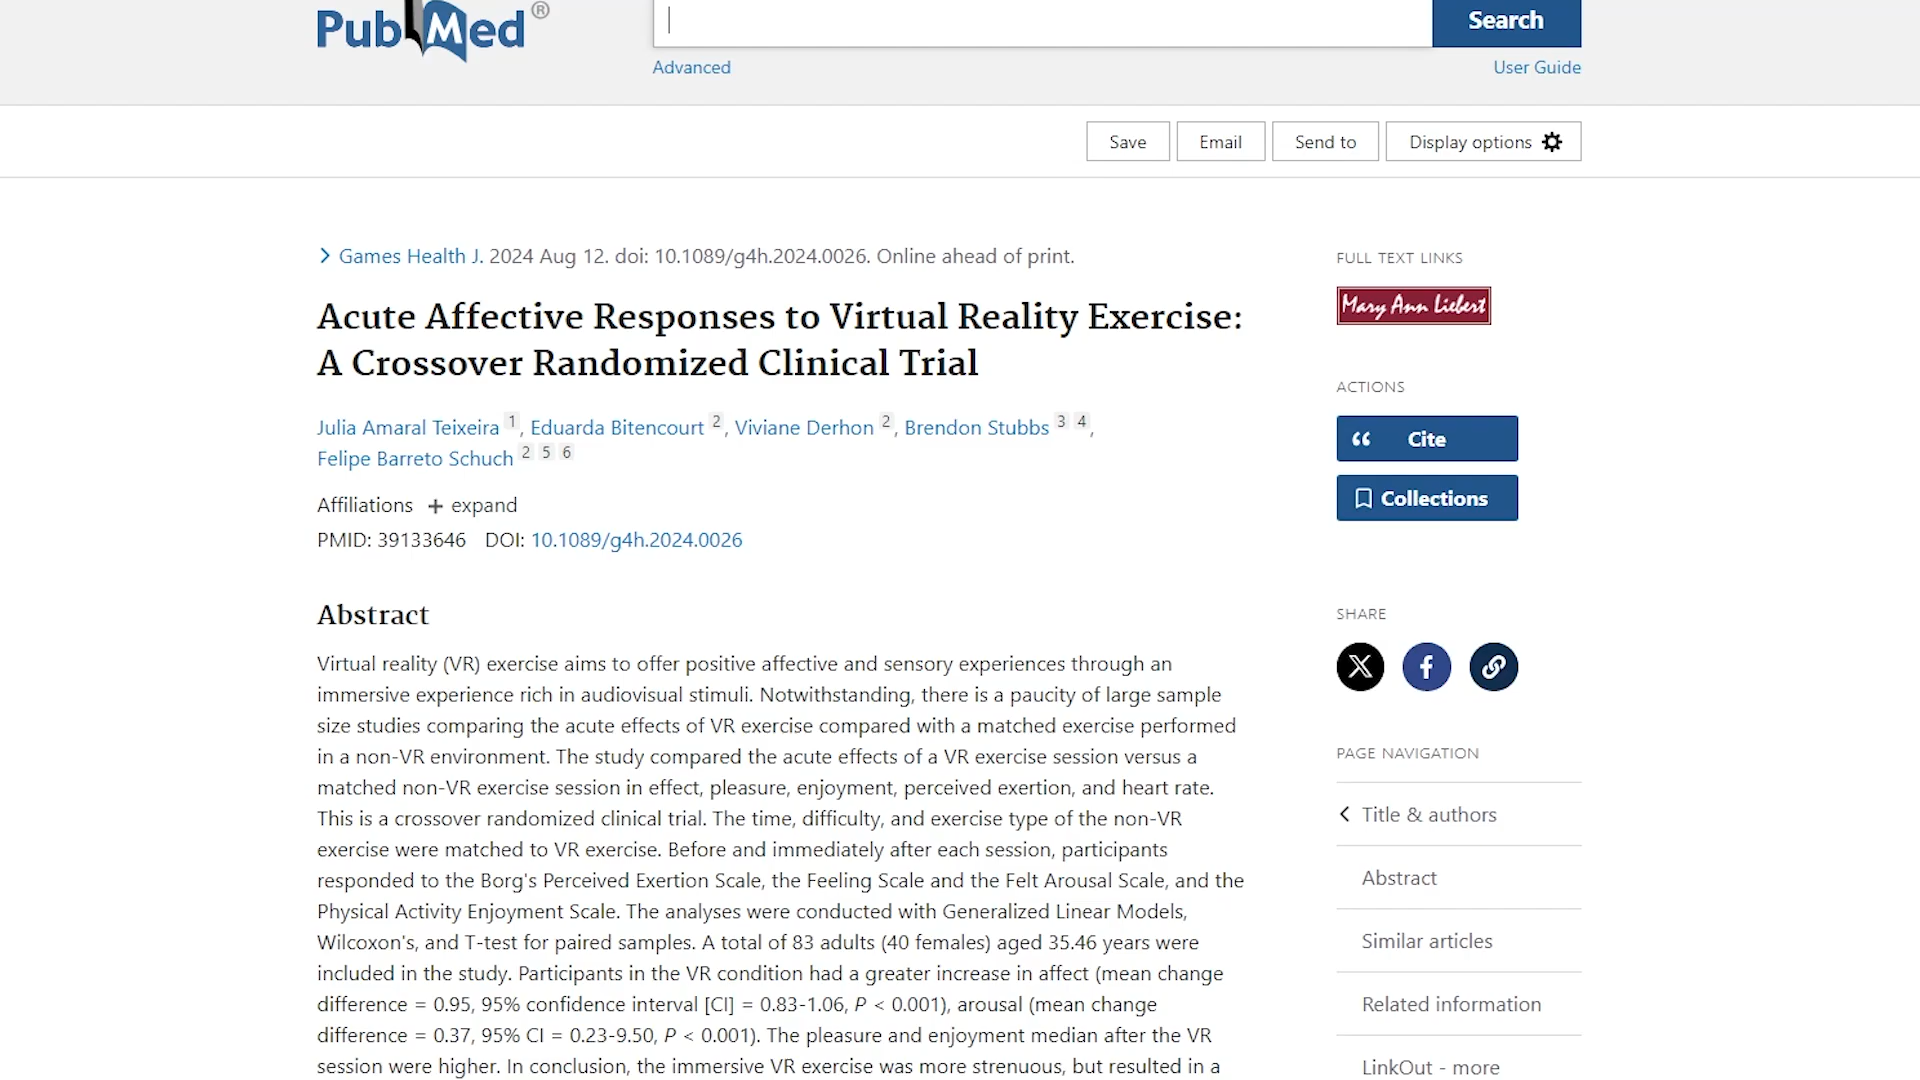 PubMed®
Search
Advanced
User Guide
Save
Email
Send to
Display options
Games Health J. 2024 Aug 12. doi: 10.1089/g4h.2024.0026. Online ahead of print.
Acute Affective Responses to Virtual Reality Exercise:
A Crossover Randomized Clinical Trial
Julia Amaral Teixeira 1, Eduarda Bitencourt 2, Viviane Derhon 2, Brendon Stubbs 3 4,
Felipe Barreto Schuch 2 5 6
Affiliations + expand
PMID: 39133646 DOI: 10.1089/g4h.2024.0026
Abstract
Virtual reality (VR) exercise aims to offer positive affective and sensory experiences through an
immersive experience rich in audiovisual stimuli. Notwithstanding, there is a paucity of large sample
size studies comparing the acute effects of VR exercise compared with a matched exercise performed
in a non-VR environment. The study compared the acute effects of a VR exercise session versus a
matched non-VR exercise session in effect, pleasure, enjoyment, perceived exertion, and heart rate.
This is a crossover randomized clinical trial. The time, difficulty, and exercise type of the non-VR
exercise were matched to VR exercise. Before and immediately after each session, participants
responded to the Borg's Perceived Exertion Scale, the Feeling Scale and the Felt Arousal Scale, and the
Physical Activity Enjoyment Scale. The analyses were conducted with Generalized Linear Models,
Wilcoxon's, and T-test for paired samples. A total of 83 adults (40 females) aged 35.46 years were
included in the study. Participants in the VR condition had a greater increase in affect (mean change
difference = 0.95, 95% confidence interval [CI] = 0.83-1.06, P < 0.001), arousal (mean change
difference = 0.37, 95% CI = 0.23-9.50, P < 0.001). The pleasure and enjoyment median after the VR
session were higher. In conclusion, the immersive VR exercise was more strenuous, but resulted in a
FULL TEXT LINKS
Mary Ann Liebert
ACTIONS
Cite
Collections
SHARE
PAGE NAVIGATION
Title & authors
Abstract
Similar articles
Related information
LinkOut - more